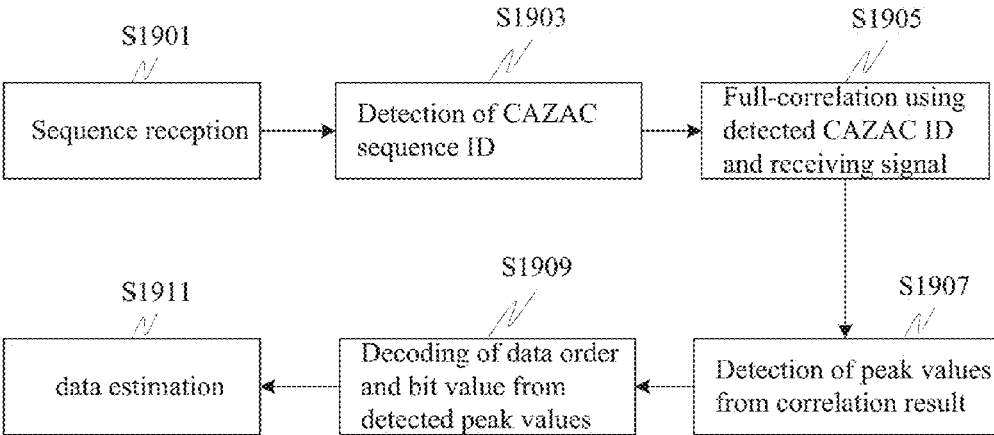 S1901
Sequence reception
S1903
Detection of CAZAC
sequence ID
S1905
Full-correlation using
detected CAZAC ID
and receiving signal
S1907
Detection of peak values
from correlation result
S1909
Decoding of data order
and bit value from
detected peak values
S1911
data estimation